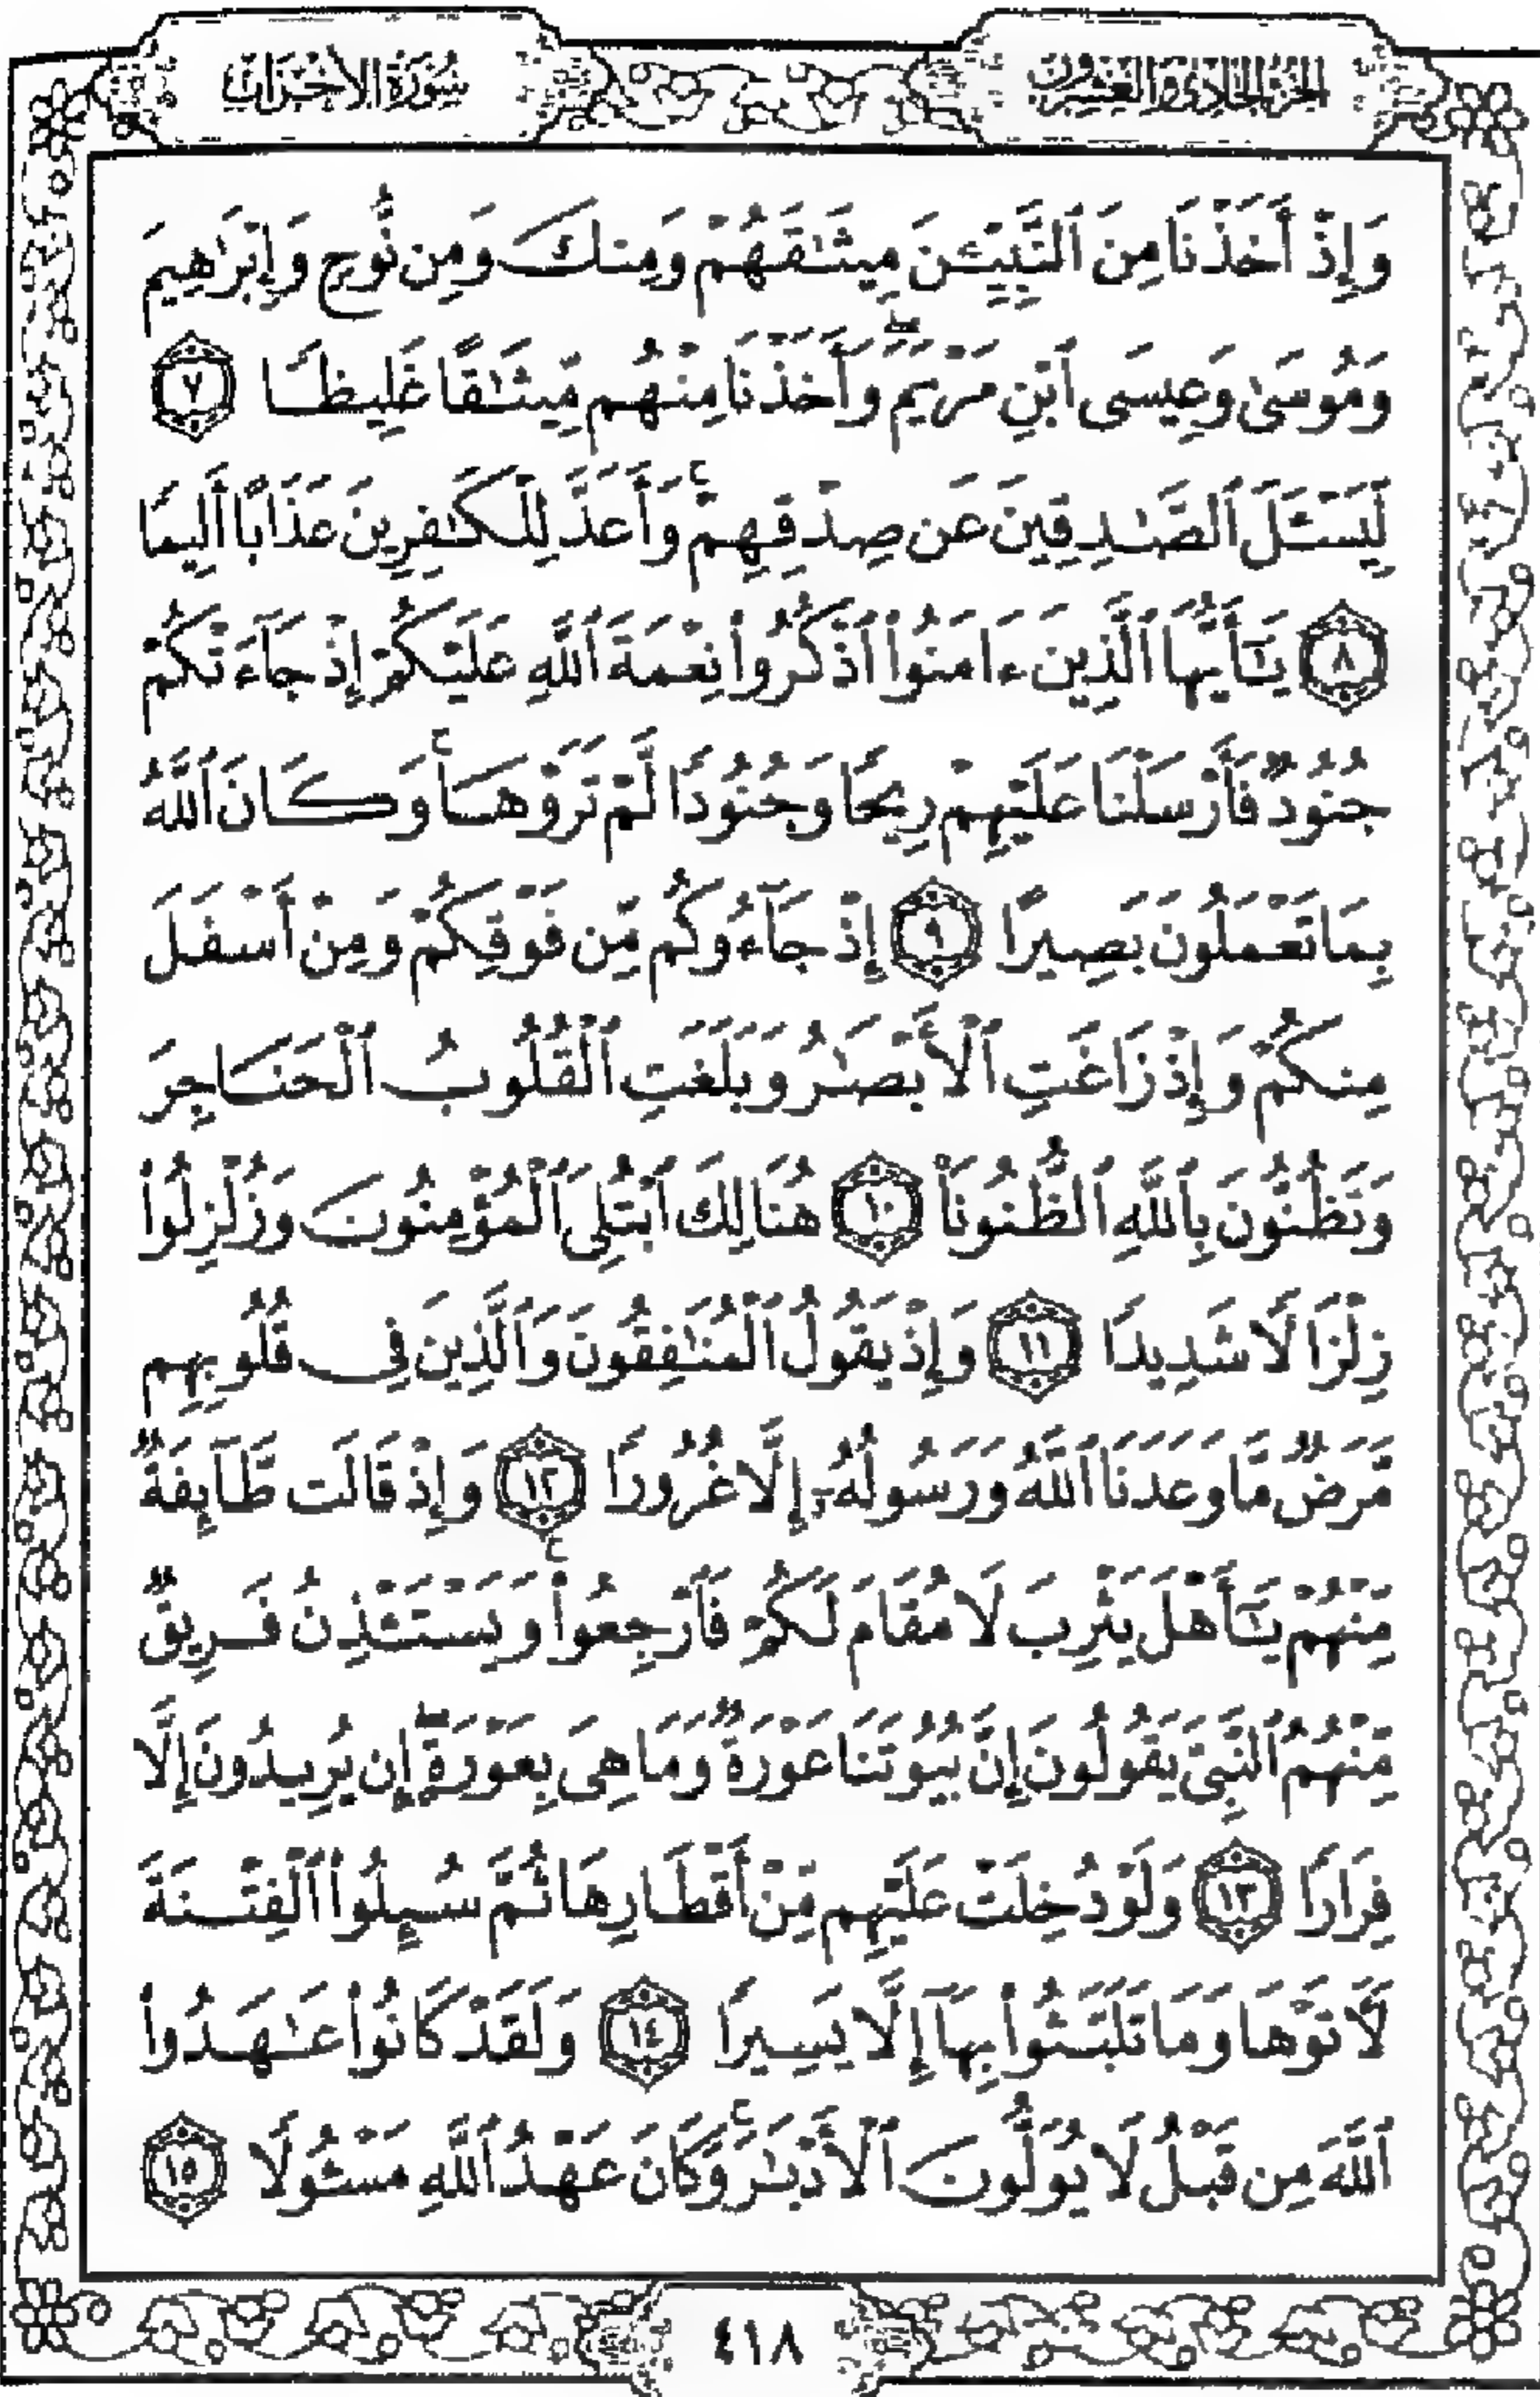 الجزء الحادي والعشرون
سورة الأحزاب
وَإِذْ أَخَذْنَا مِنَ ٱلنَّبِيِّـۧنَ مِيثَـٰقَهُمْ وَمِنكَ وَمِن نُّوحٍ وَإِبْرَٰهِيمَ
وَمُوسَىٰ وَعِيسَى ٱبْنِ مَرْيَمَ ۖ وَأَخَذْنَا مِنْهُم مِّيثَـٰقًا غَلِيظًا ٧
لِّيَسْـَٔلَ ٱلصَّـٰدِقِينَ عَن صِدْقِهِمْ ۚ وَأَعَدَّ لِلْكَـٰفِرِينَ عَذَابًا أَلِيمًا
٨ يَـٰٓأَيُّهَا ٱلَّذِينَ ءَامَنُوا۟ ٱذْكُرُوا۟ نِعْمَةَ ٱللَّهِ عَلَيْكُمْ إِذْ جَآءَتْكُمْ
جُنُودٌ فَأَرْسَلْنَا عَلَيْهِمْ رِيحًا وَجُنُودًا لَّمْ تَرَوْهَا ۚ وَكَانَ ٱللَّهُ
بِمَا تَعْمَلُونَ بَصِيرًا ٩ إِذْ جَآءُوكُم مِّن فَوْقِكُمْ وَمِنْ أَسْفَلَ
مِنكُمْ وَإِذْ زَاغَتِ ٱلْأَبْصَـٰرُ وَبَلَغَتِ ٱلْقُلُوبُ ٱلْحَنَاجِرَ
وَتَظُنُّونَ بِٱللَّهِ ٱلظُّنُونَا۠ ١٠ هُنَالِكَ ٱبْتُلِىَ ٱلْمُؤْمِنُونَ وَزُلْزِلُوا۟
زِلْزَالًا شَدِيدًا ١١ وَإِذْ يَقُولُ ٱلْمُنَـٰفِقُونَ وَٱلَّذِينَ فِى قُلُوبِهِم
مَّرَضٌ مَّا وَعَدَنَا ٱللَّهُ وَرَسُولُهُۥٓ إِلَّا غُرُورًا ١٢ وَإِذْ قَالَت طَّآئِفَةٌ
مِّنْهُمْ يَـٰٓأَهْلَ يَثْرِبَ لَا مُقَامَ لَكُمْ فَٱرْجِعُوا۟ ۚ وَيَسْتَـْٔذِنُ فَرِيقٌ
مِّنْهُمُ ٱلنَّبِىَّ يَقُولُونَ إِنَّ بُيُوتَنَا عَوْرَةٌ وَمَا هِىَ بِعَوْرَةٍ ۖ إِن يُرِيدُونَ إِلَّا
فِرَارًا ١٣ وَلَوْ دُخِلَتْ عَلَيْهِم مِّنْ أَقْطَارِهَا ثُمَّ سُئِلُوا۟ ٱلْفِتْنَةَ
لَـَٔاتَوْهَا وَمَا تَلَبَّثُوا۟ بِهَآ إِلَّا يَسِيرًا ١٤ وَلَقَدْ كَانُوا۟ عَـٰهَدُوا۟
ٱللَّهَ مِن قَبْلُ لَا يُوَلُّونَ ٱلْأَدْبَـٰرَ ۚ وَكَانَ عَهْدُ ٱللَّهِ مَسْـُٔولًا ١٥
٤١٨